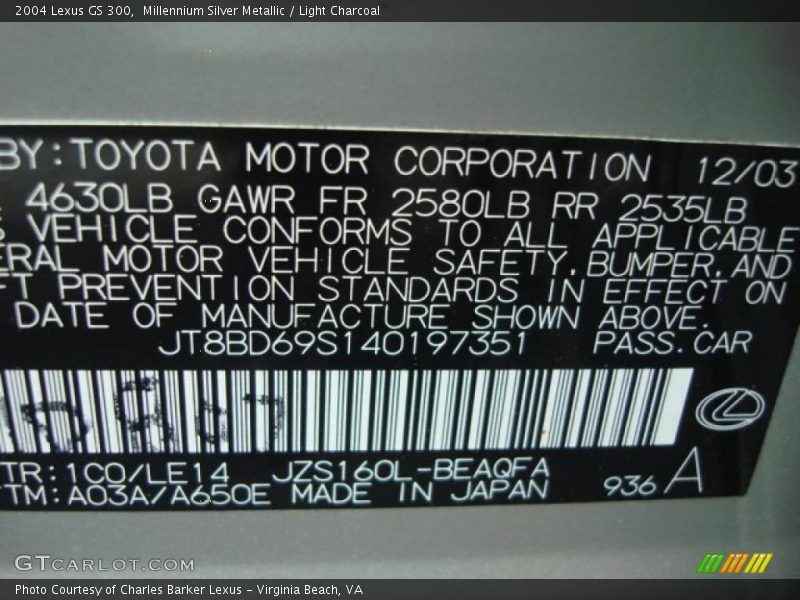 2004 Lexus GS 300, Millennium Silver Metallic / Light Charcoal
BY: TOYOTA MOTOR CORPORATION 12/03
4630LB GAWR FR 2580LB RR 2535LB
VEHICLE CONFORMS TO ALL APPLICABLE
ERAL MOTOR VEHICLE SAFETY, BUMPER, AND
FT PREVENTION STANDARDS IN EFFECT ON
DATE OF MANUFACTURE SHOWN ABOVE.
JT8BD69S140197351 PASS. CAR
TR: 1C0/LE14 JZS160L-BEAQFA
TM: A03A/A650E MADE IN JAPAN 936 A
GTCARLOT.COM
Photo Courtesy of Charles Barker Lexus - Virginia Beach, VA